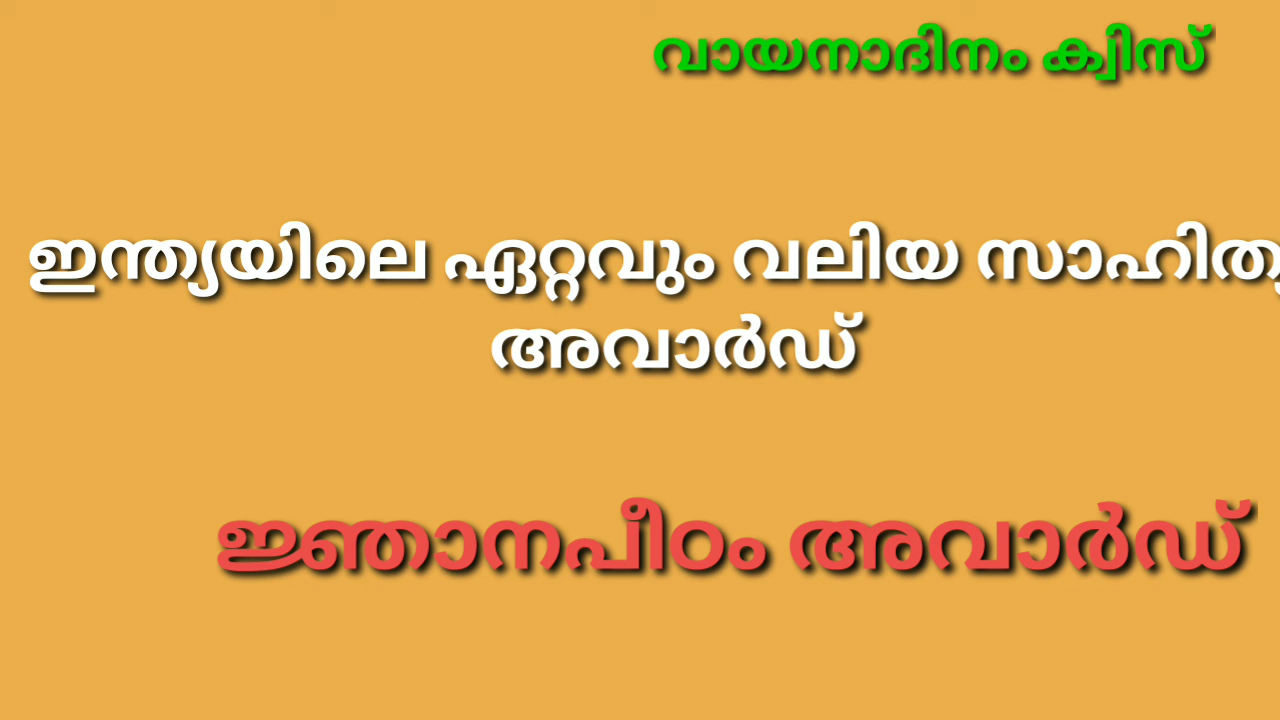 വായനാദിനം ക്വിസ്
ഇന്ത്യയിലെ ഏറ്റവും വലിയ സാഹിത്യ
അവാർഡ്
ജ്ഞാനപീഠം അവാർഡ്